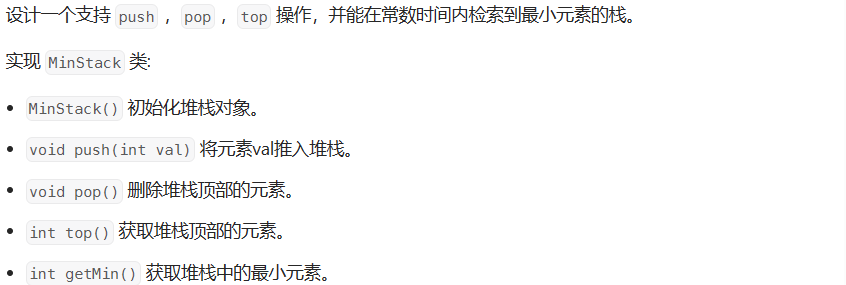 设计一个支持 push ，pop ，top 操作，并能在常数时间内检索到最小元素的栈。
实现 MinStack 类:
• MinStack() 初始化堆栈对象。
• void push(int val) 将元素val推入堆栈。
• void pop() 删除堆栈顶部的元素。
• int top() 获取堆栈顶部的元素。
• int getMin() 获取堆栈中的最小元素。